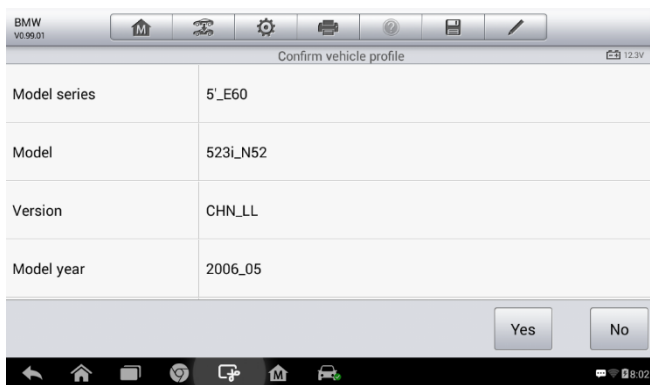 BMW
V0.99.01
Confirm vehicle profile
12.3V
Model series 5'_E60
Model 523i_N52
Version CHN_LL
Model year 2006_05
Yes No
8:02